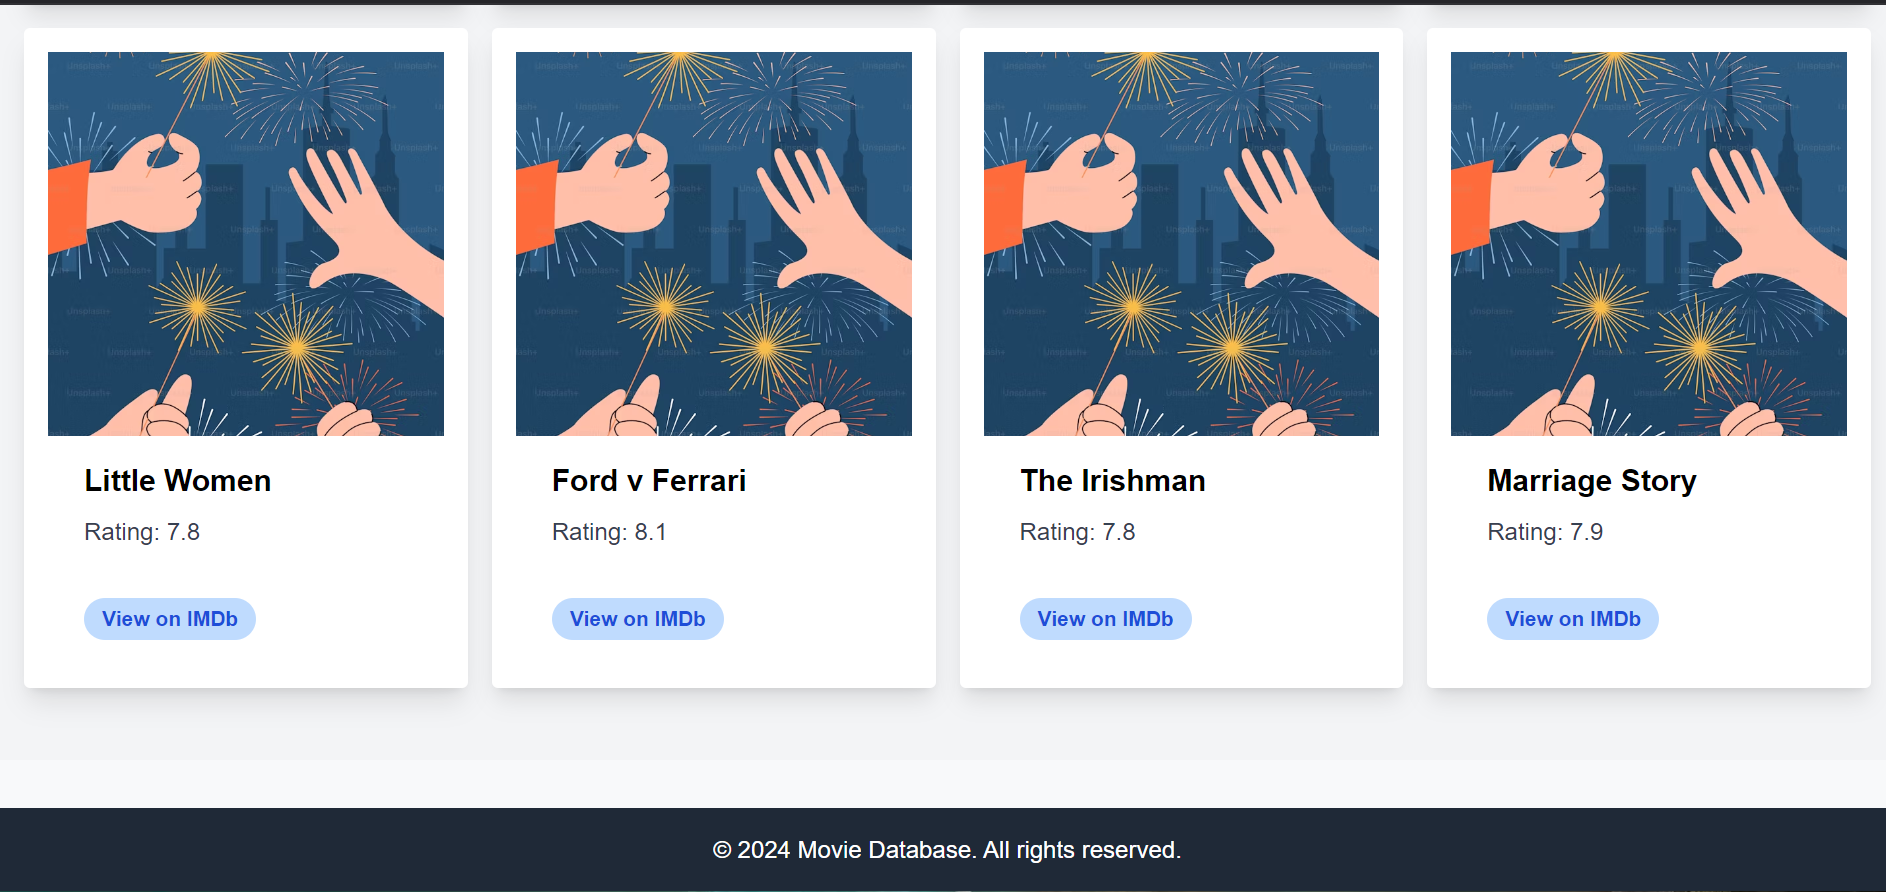 Little Women
Rating: 7.8
View on IMDb
Ford v Ferrari
Rating: 8.1
View on IMDb
The Irishman
Rating: 7.8
View on IMDb
Marriage Story
Rating: 7.9
View on IMDb
© 2024 Movie Database. All rights reserved.